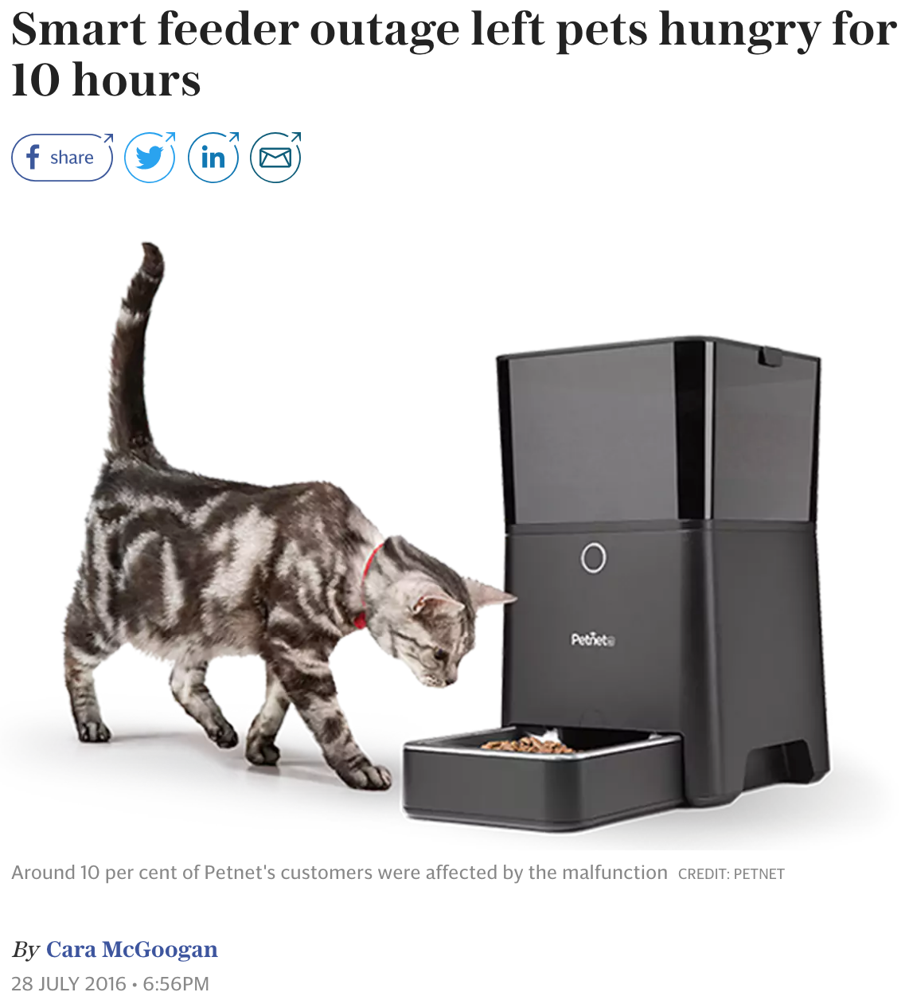 Smart feeder outage left pets hungry for
10 hours
share
Petnet
Around 10 per cent of Petnet's customers were affected by the malfunction CREDIT: PETNET
By Cara McGoogan
28 JULY 2016 • 6:56PM